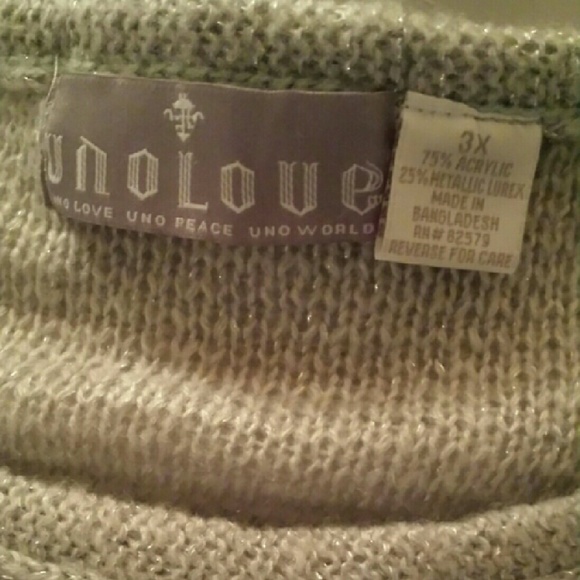 UNOLOVE
UNO LOVE UNO PEACE UNO WORLD
3X
75% ACRYLIC
25% METALLIC LUREX
MADE IN
BANGLADESH
RN# 82579
REVERSE FOR CARE